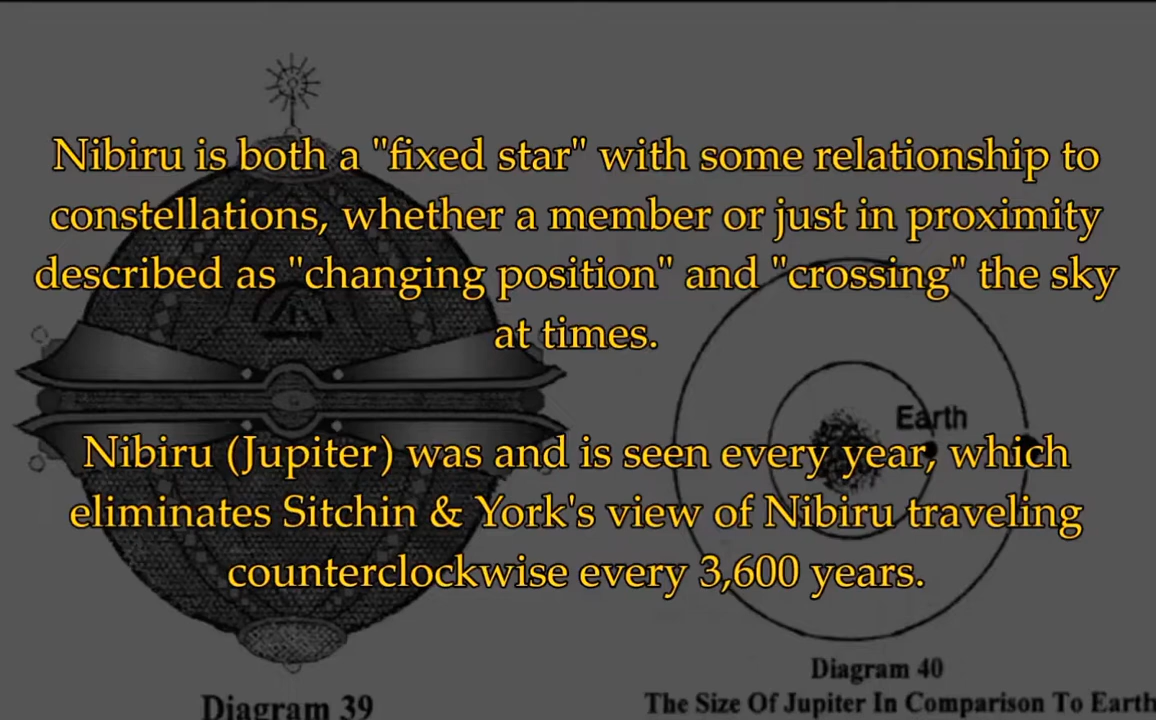 Nibiru is both a "fixed star" with some relationship to
constellations, whether a member or just in proximity
described as "changing position" and "crossing" the sky
at times.
Earth
Nibiru (Jupiter) was and is seen every year, which
eliminates Sitchin & York's view of Nibiru traveling
counterclockwise every 3,600 years.
Diagram 39
Diagram 40
The Size Of Jupiter In Comparison To Earth